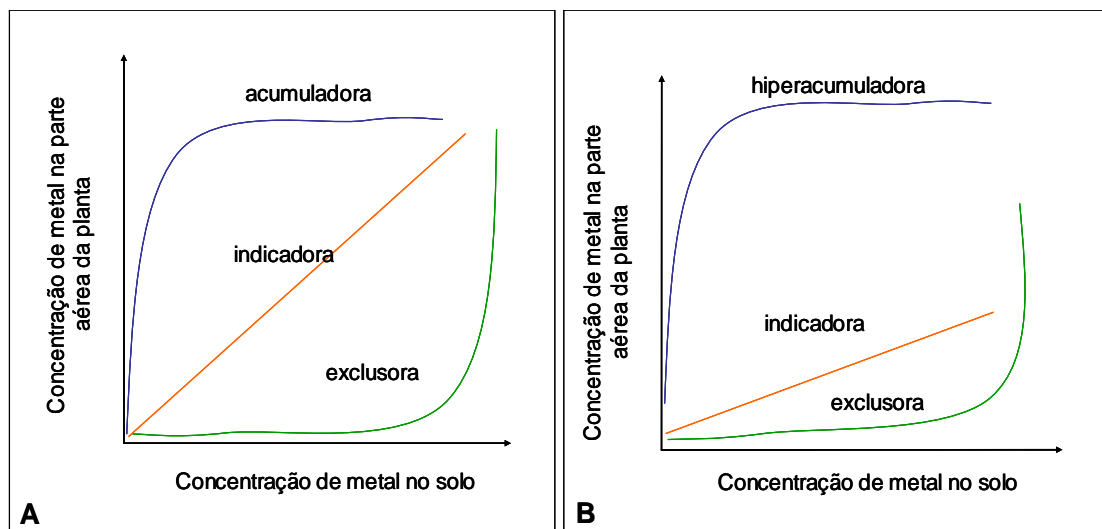 Concentração de metal na parte
aérea da planta
acumuladora
indicadora
exclusora
Concentração de metal no solo
A
Concentração de metal na parte
aérea da planta
hiperacumuladora
indicadora
exclusora
Concentração de metal no solo
B